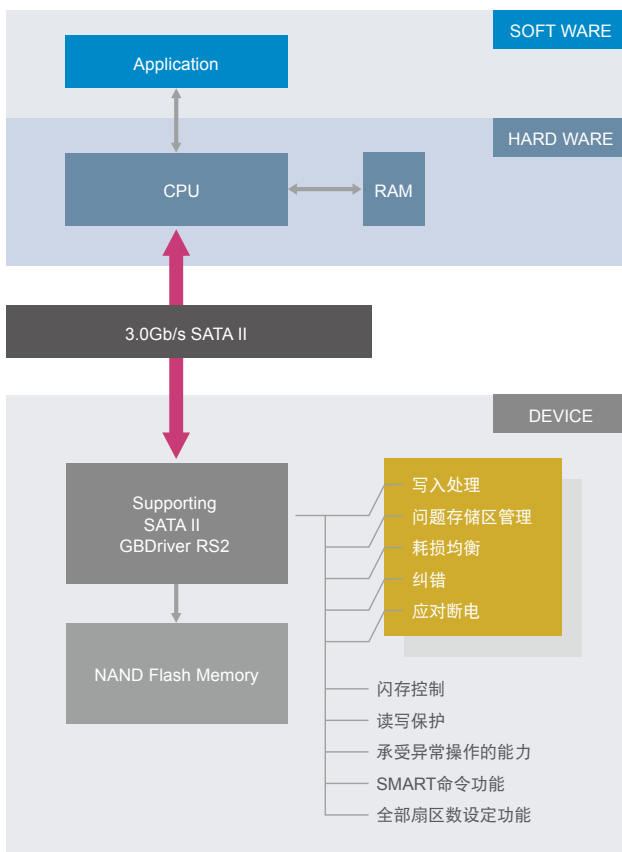 SOFT WARE
Application
HARD WARE
CPU
RAM
3.0Gb/s SATA II
DEVICE
Supporting
SATA II
GBDriver RS2
NAND Flash Memory
写入处理
问题存储区管理
耗损均衡
纠错
应对断电
闪存控制
读写保护
承受异常操作的能力
SMART命令功能
全部扇区数设定功能